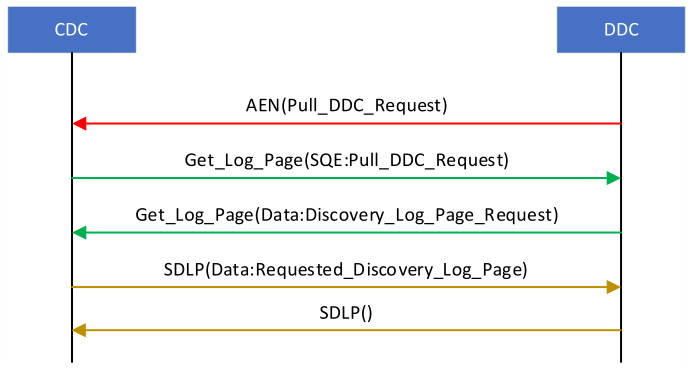 CDC
DDC
AEN(Pull_DDC_Request)
Get_Log_Page(SQE:Pull_DDC_Request)
Get_Log_Page(Data:Discovery_Log_Page_Request)
SDLP(Data:Requested_Discovery_Log_Page)
SDLP()